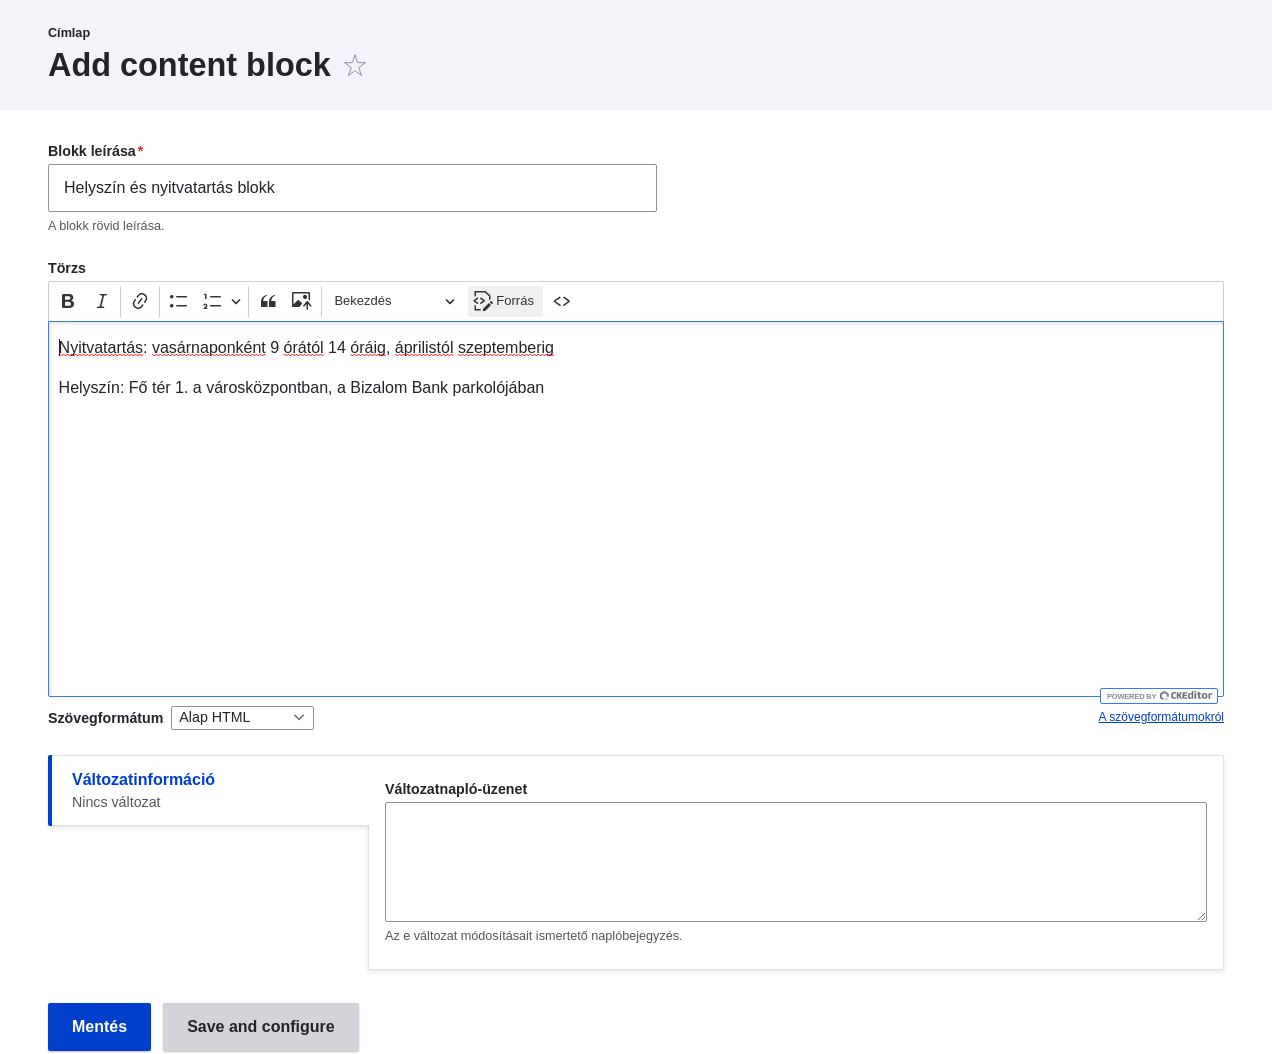 Címlap
Add content block
Blokk leírása*
Helyszín és nyitvatartás blokk
A blokk rövid leírása.
Törzs
Bekezdés Forrás
Nyitvatartás: vasárnaponként 9 órától 14 óráig, áprilistól szeptemberig
Helyszín: Fő tér 1. a városközpontban, a Bizalom Bank parkolójában
POWERED BY CKEditor
Szövegformátum Alap HTML A szövegformátumokról
Változatinformáció
Nincs változat
Változatnapló-üzenet
Az e változat módosításait ismertető naplóbejegyzés.
Mentés Save and configure